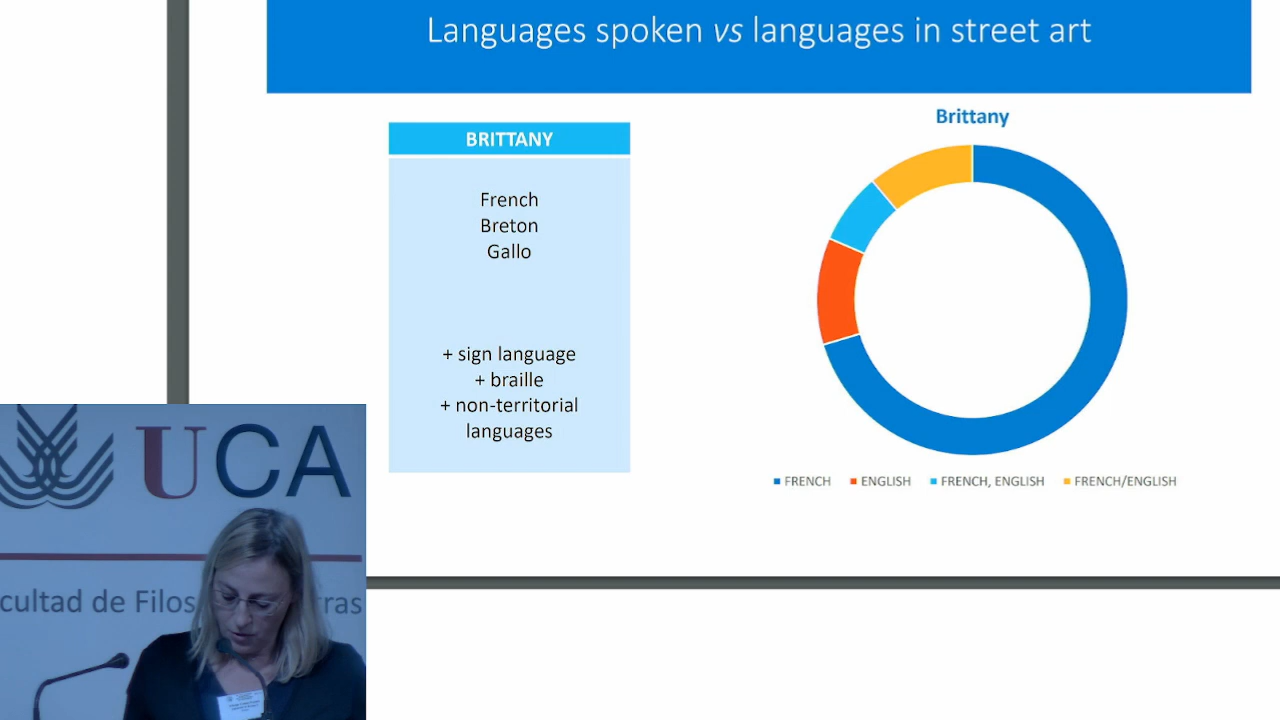 Languages spoken vs languages in street art
BRITTANY
French
Breton
Gallo
+ sign language
+ braille
+ non-territorial
languages
Brittany
FRENCH
ENGLISH
FRENCH, ENGLISH
FRENCH/ENGLISH
UCA
cultad de Filos tras